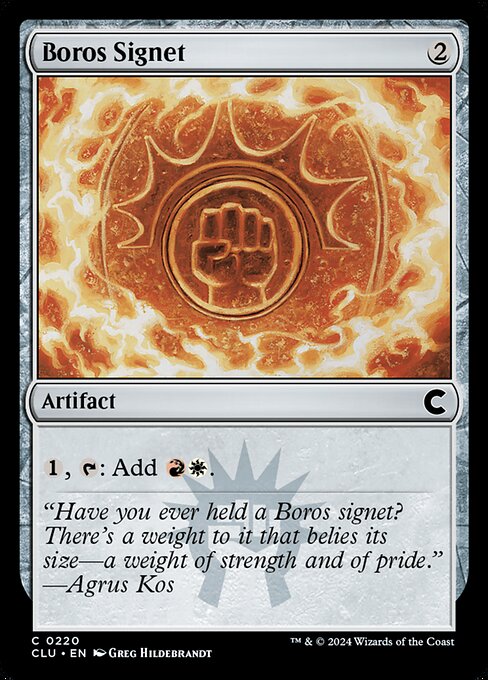 Boros Signet 2
Artifact
1, : Add .
“Have you ever held a Boros signet?
There’s a weight to it that belies its
size—a weight of strength and of pride.”
—Agrus Kos
C 0220
CLU • EN Greg Hildebrandt
™ & © 2024 Wizards of the Coast